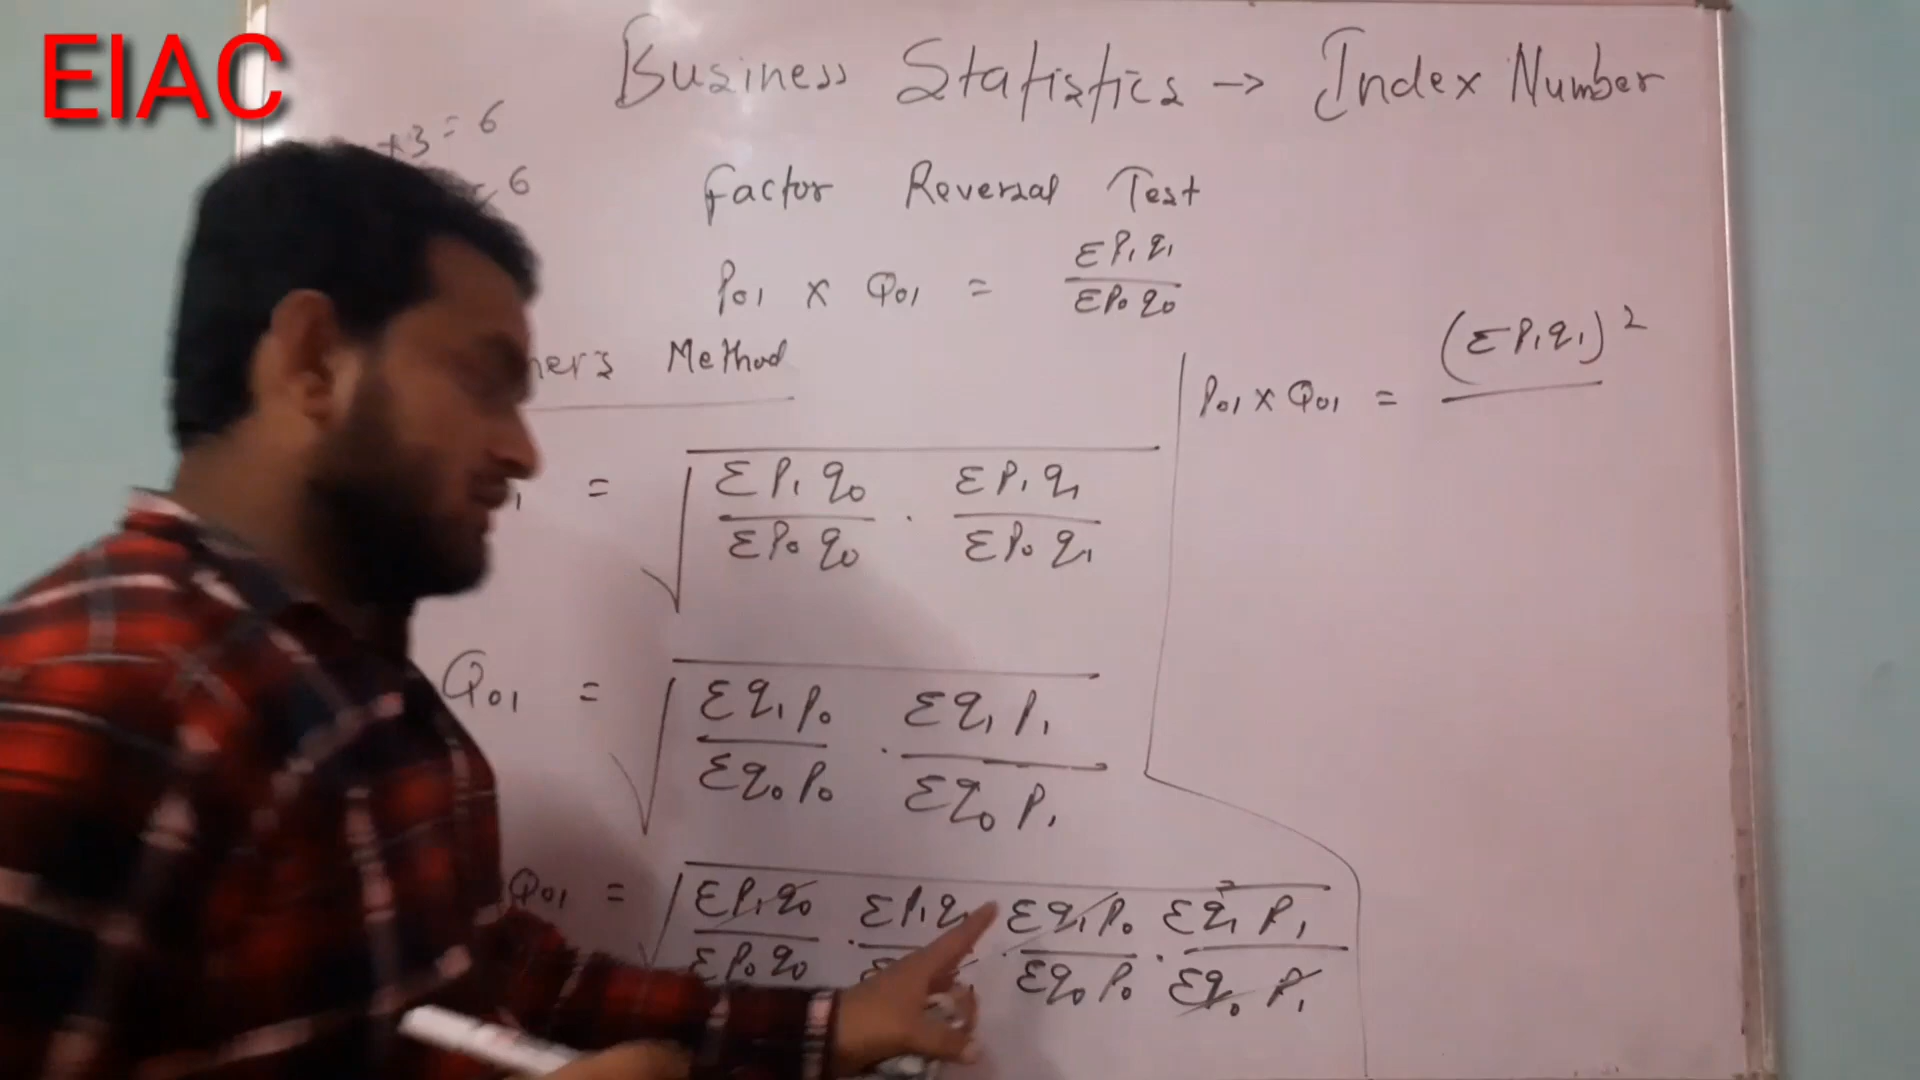 EIAC
Business Statistics → Index Number
×3 = 6
6
Factor Reversal Test
P₀₁ × Q₀₁ = ΣP₁q₁ / ΣP₀q₀
Method
= √(ΣP₁q₀ / ΣP₀q₀ · ΣP₁q₁ / ΣP₀q₁)
Q₀₁ = √(Σq₁P₀ / Σq₀P₀ · Σq₁P₁ / Σq₀P₁)
Q₀₁ = √(ΣP₁q₀ / ΣP₀q₀ · ΣP₁q · Σq₁P₀ / Σq₀P₀ · Σq₁P₁ / Σq₀P₁)
P₀₁ × Q₀₁ = (ΣP₁q₁)²